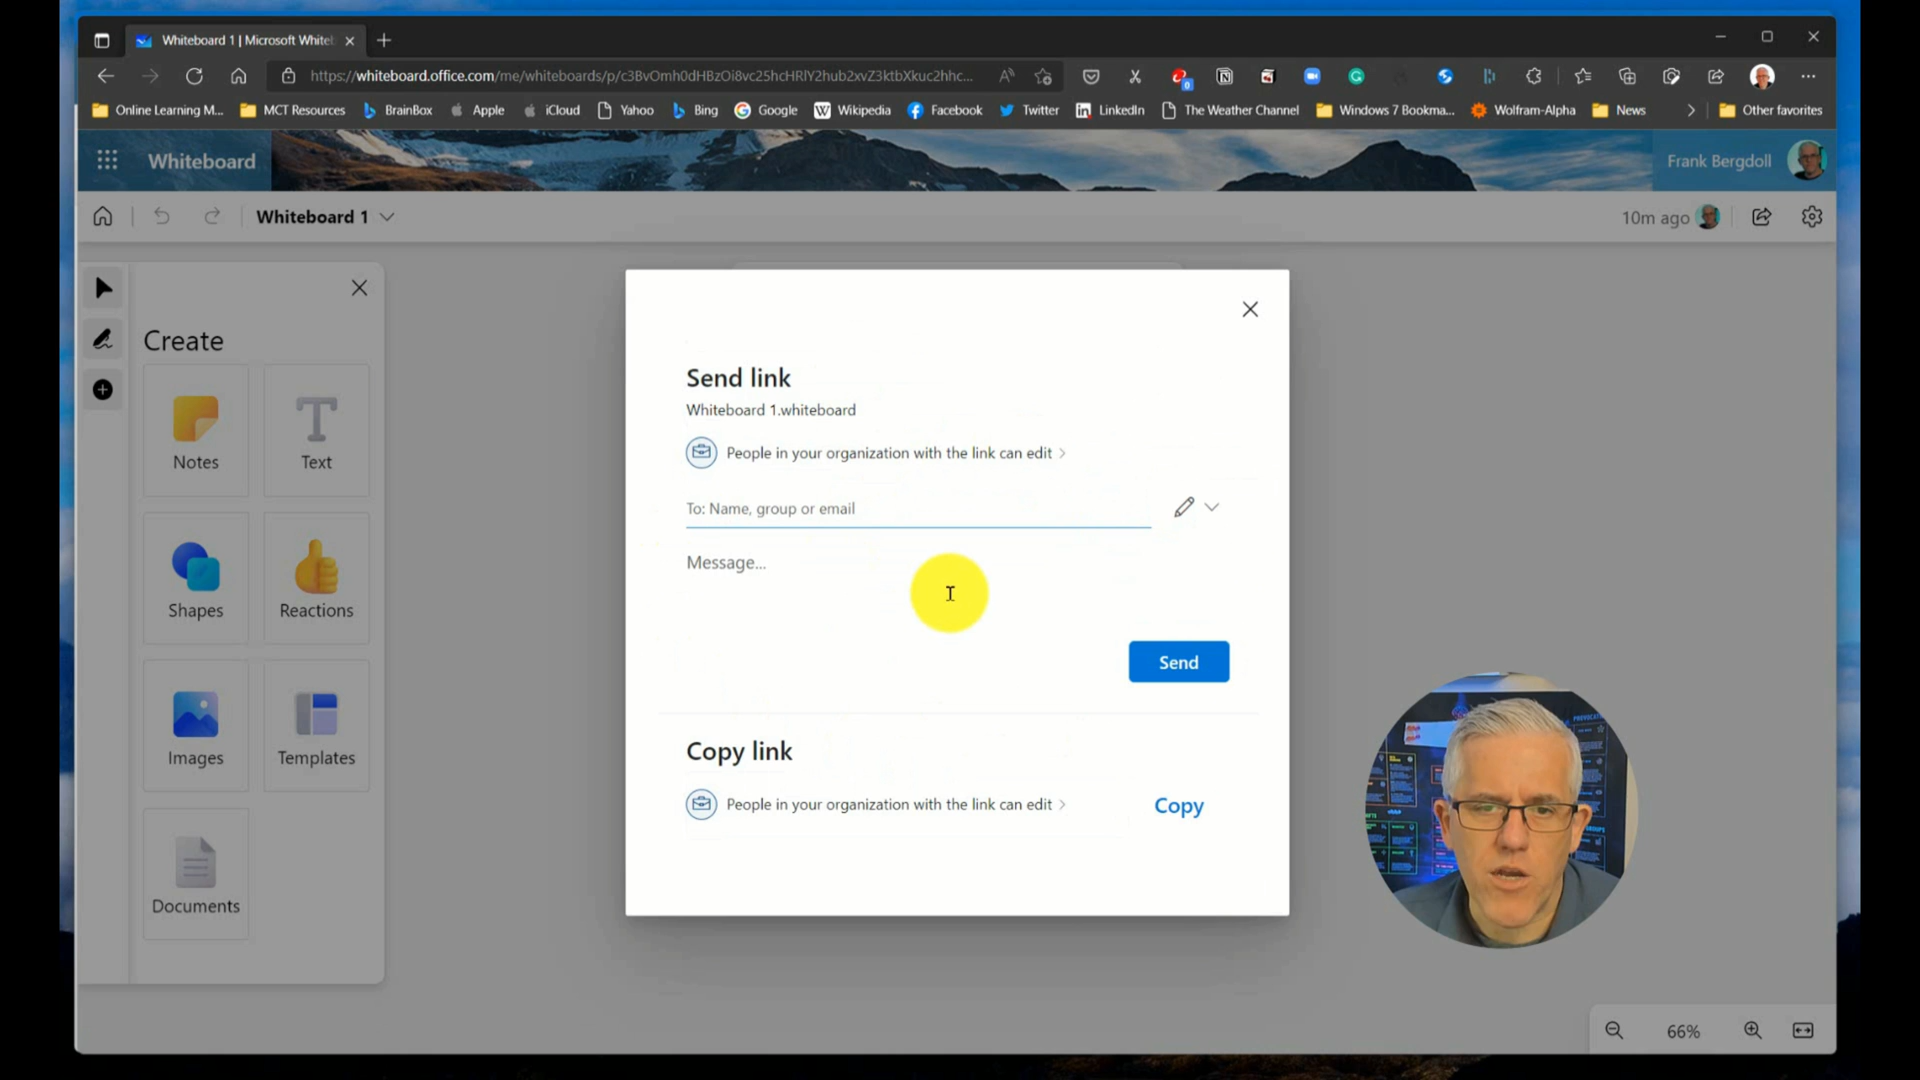 Whiteboard 1 | Microsoft Whiteb
https://whiteboard.office.com/me/whiteboards/p/c3BvOmh0dHBzOi8vc25hcHRlY2hub2xvZ3ktbXkuc2hhc...
Online Learning M... MCT Resources BrainBox Apple iCloud Yahoo Bing Google Wikipedia Facebook Twitter LinkedIn The Weather Channel Windows 7 Bookma... Wolfram-Alpha News Other favorites
Whiteboard Frank Bergdoll
Whiteboard 1 10m ago
Create
Notes Text
Shapes Reactions
Images Templates
Documents
Send link
Whiteboard 1.whiteboard
People in your organization with the link can edit
To: Name, group or email
Message...
Send
Copy link
People in your organization with the link can edit
Copy
66%